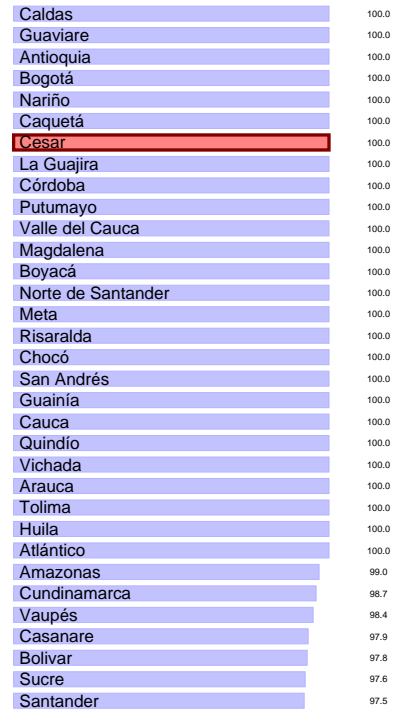 Caldas 100.0
Guaviare 100.0
Antioquia 100.0
Bogotá 100.0
Nariño 100.0
Caquetá 100.0
Cesar 100.0
La Guajira 100.0
Córdoba 100.0
Putumayo 100.0
Valle del Cauca 100.0
Magdalena 100.0
Boyacá 100.0
Norte de Santander 100.0
Meta 100.0
Risaralda 100.0
Chocó 100.0
San Andrés 100.0
Guainía 100.0
Cauca 100.0
Quindío 100.0
Vichada 100.0
Arauca 100.0
Tolima 100.0
Huila 100.0
Atlántico 100.0
Amazonas 99.0
Cundinamarca 98.7
Vaupés 98.4
Casanare 97.9
Bolivar 97.8
Sucre 97.6
Santander 97.5